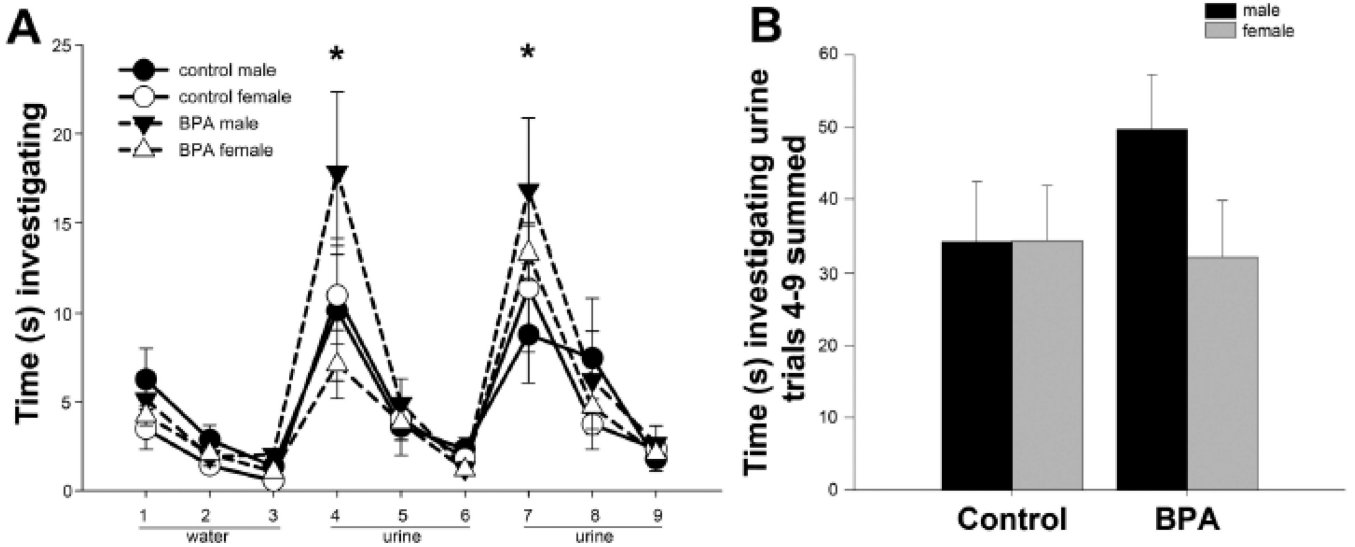 A
25
20
15
10
5
0
Time (s) investigating
control male
control female
BPA male
BPA female
*
*
1 2 3 4 5 6 7 8 9
water urine urine
B
male
female
60
50
40
30
20
10
0
Time (s) investigating urine
trials 4-9 summed
Control BPA